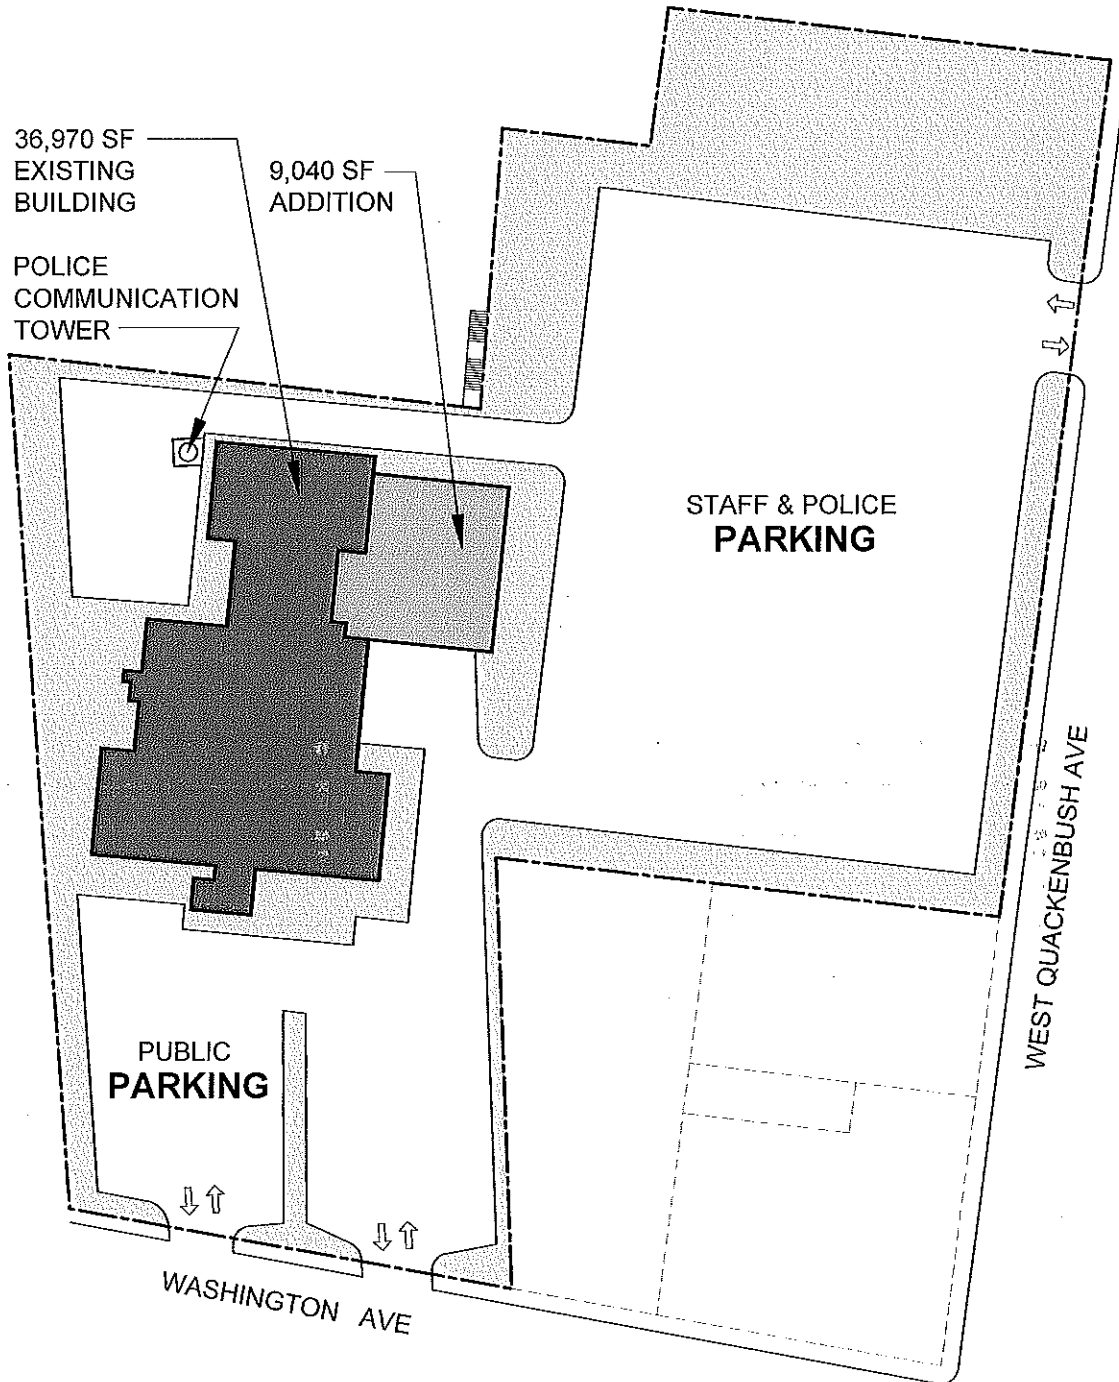 36,970 SF
EXISTING
BUILDING
9,040 SF
ADDITION
POLICE
COMMUNICATION
TOWER
STAFF & POLICE
PARKING
WEST QUACKENBUSH AVE
PUBLIC
PARKING
WASHINGTON AVE